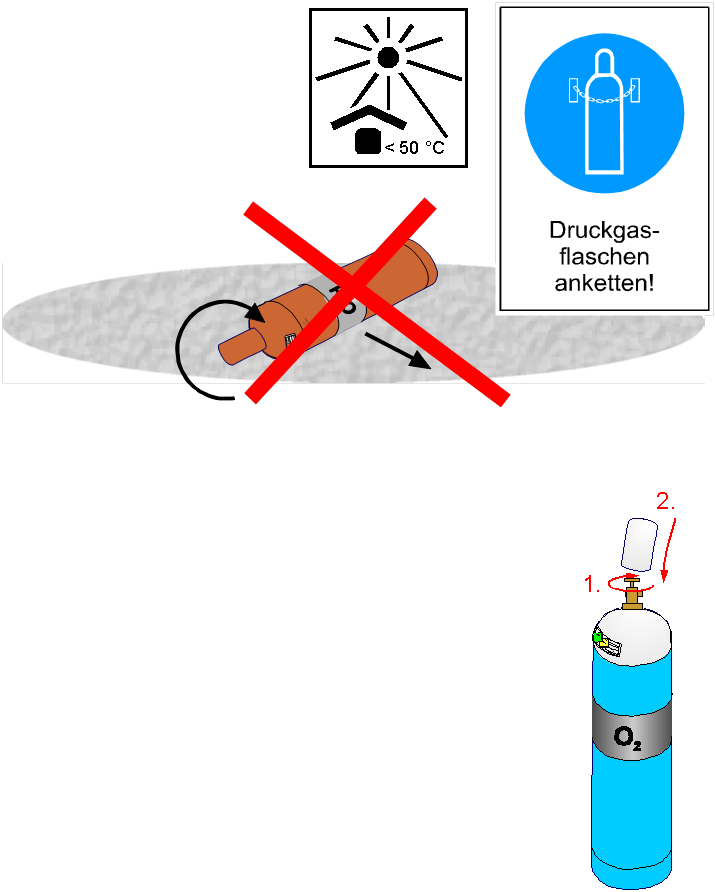 < 50 °C
Druckgas-
flaschen
anketten!
2.
1.
O₂